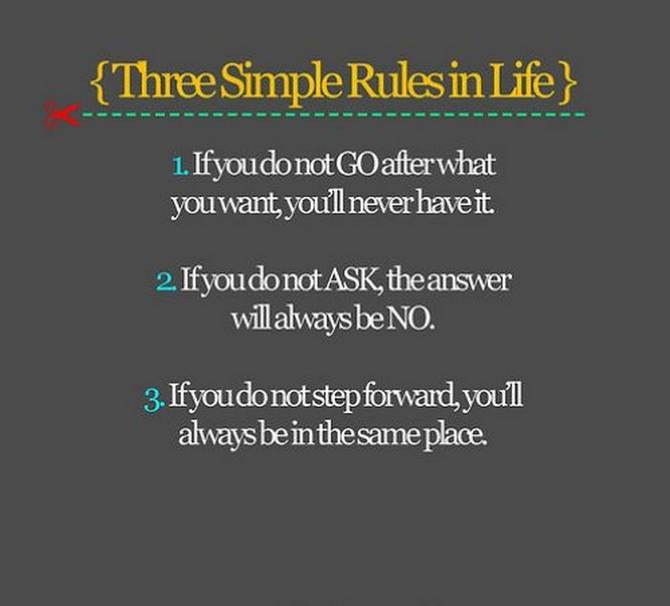 {Three Simple Rules in Life}
1. If you do not GO after what
you want, you'll never have it.
2. If you do not ASK, the answer
will always be NO.
3. If you do not step forward, you'll
always be in the same place.